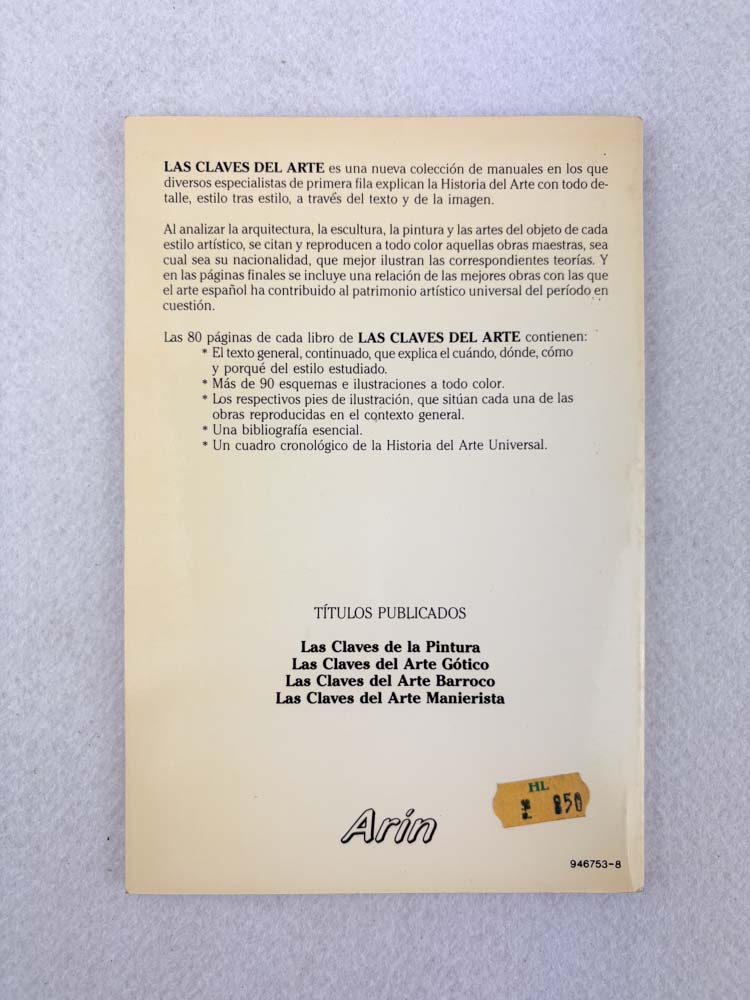 LAS CLAVES DEL ARTE es una nueva colección de manuales en los que
diversos especialistas de primera fila explican la Historia del Arte con todo de-
talle, estilo tras estilo, a través del texto y de la imagen.
Al analizar la arquitectura, la escultura, la pintura y las artes del objeto de cada
estilo artístico, se citan y reproducen a todo color aquellas obras maestras, sea
cual sea su nacionalidad, que mejor ilustran las correspondientes teorías. Y
en las páginas finales se incluye una relación de las mejores obras con las que
el arte español ha contribuido al patrimonio artístico universal del período en
cuestión.
Las 80 páginas de cada libro de LAS CLAVES DEL ARTE contienen:
* El texto general, continuado, que explica el cuándo, dónde, cómo
y porqué del estilo estudiado.
* Más de 90 esquemas e ilustraciones a todo color.
* Los respectivos pies de ilustración, que sitúan cada una de las
obras reproducidas en el contexto general.
* Una bibliografía esencial.
* Un cuadro cronológico de la Historia del Arte Universal.
TÍTULOS PUBLICADOS
Las Claves de la Pintura
Las Claves del Arte Gótico
Las Claves del Arte Barroco
Las Claves del Arte Manierista
HL
850
Arín
946753-8